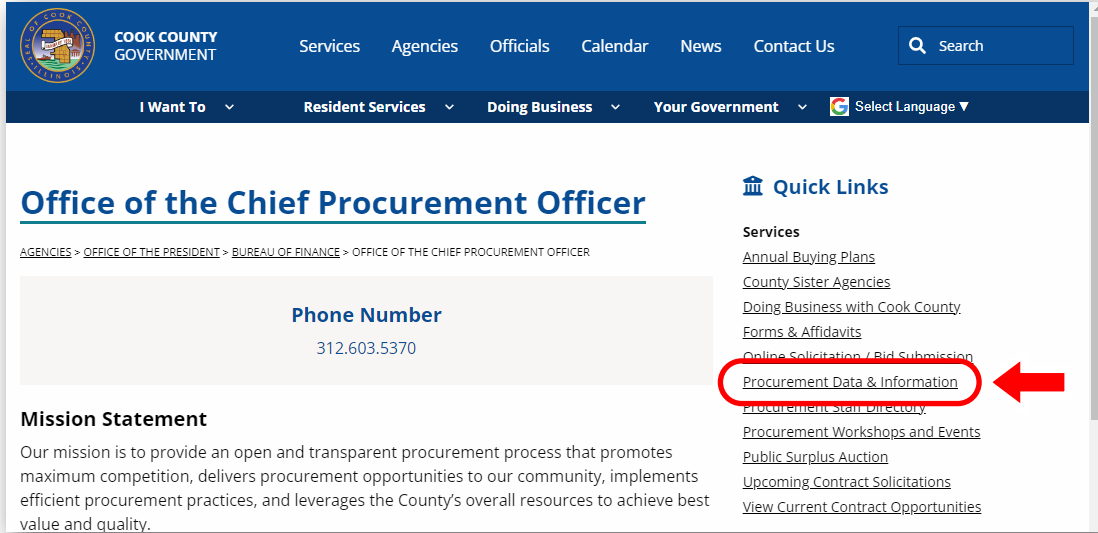 COOK COUNTY
GOVERNMENT
Services Agencies Officials Calendar News Contact Us Search
I Want To Resident Services Doing Business Your Government Select Language ▼
Office of the Chief Procurement Officer
AGENCIES > OFFICE OF THE PRESIDENT > BUREAU OF FINANCE > OFFICE OF THE CHIEF PROCUREMENT OFFICER
Phone Number
312.603.5370
Mission Statement
Our mission is to provide an open and transparent procurement process that promotes
maximum competition, delivers procurement opportunities to our community, implements
efficient procurement practices, and leverages the County’s overall resources to achieve best
value and quality.
Quick Links
Services
Annual Buying Plans
County Sister Agencies
Doing Business with Cook County
Forms & Affidavits
Online Solicitation / Bid Submission
Procurement Data & Information
Procurement Staff Directory
Procurement Workshops and Events
Public Surplus Auction
Upcoming Contract Solicitations
View Current Contract Opportunities